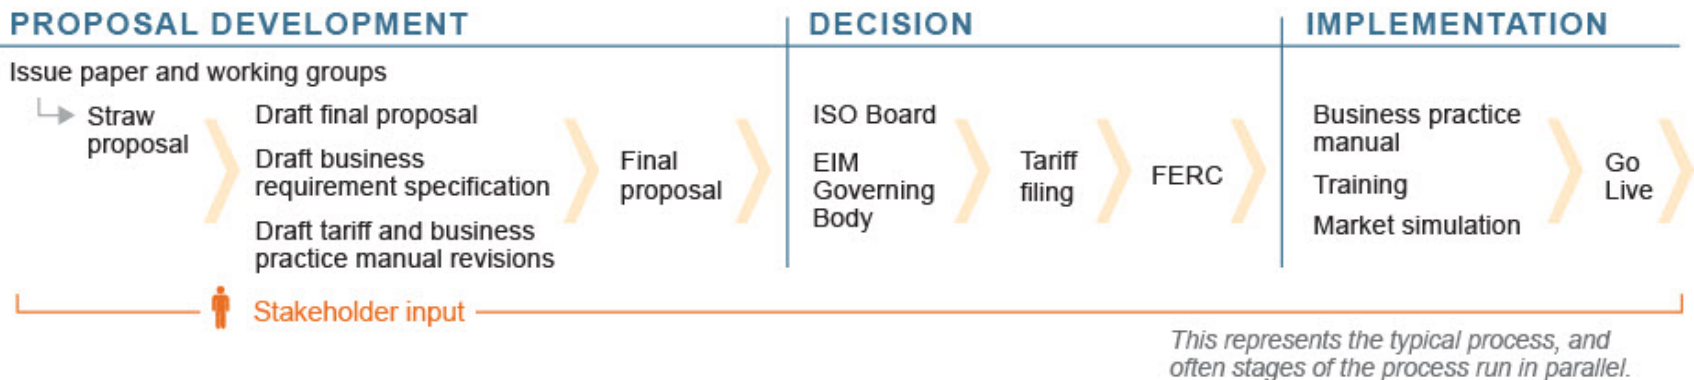 PROPOSAL DEVELOPMENT
Issue paper and working groups
Straw
proposal
Draft final proposal
Draft business
requirement specification
Draft tariff and business
practice manual revisions
Final
proposal
DECISION
ISO Board
EIM
Governing
Body
Tariff
filing
FERC
IMPLEMENTATION
Business practice
manual
Training
Market simulation
Go
Live
Stakeholder input
This represents the typical process, and
often stages of the process run in parallel.